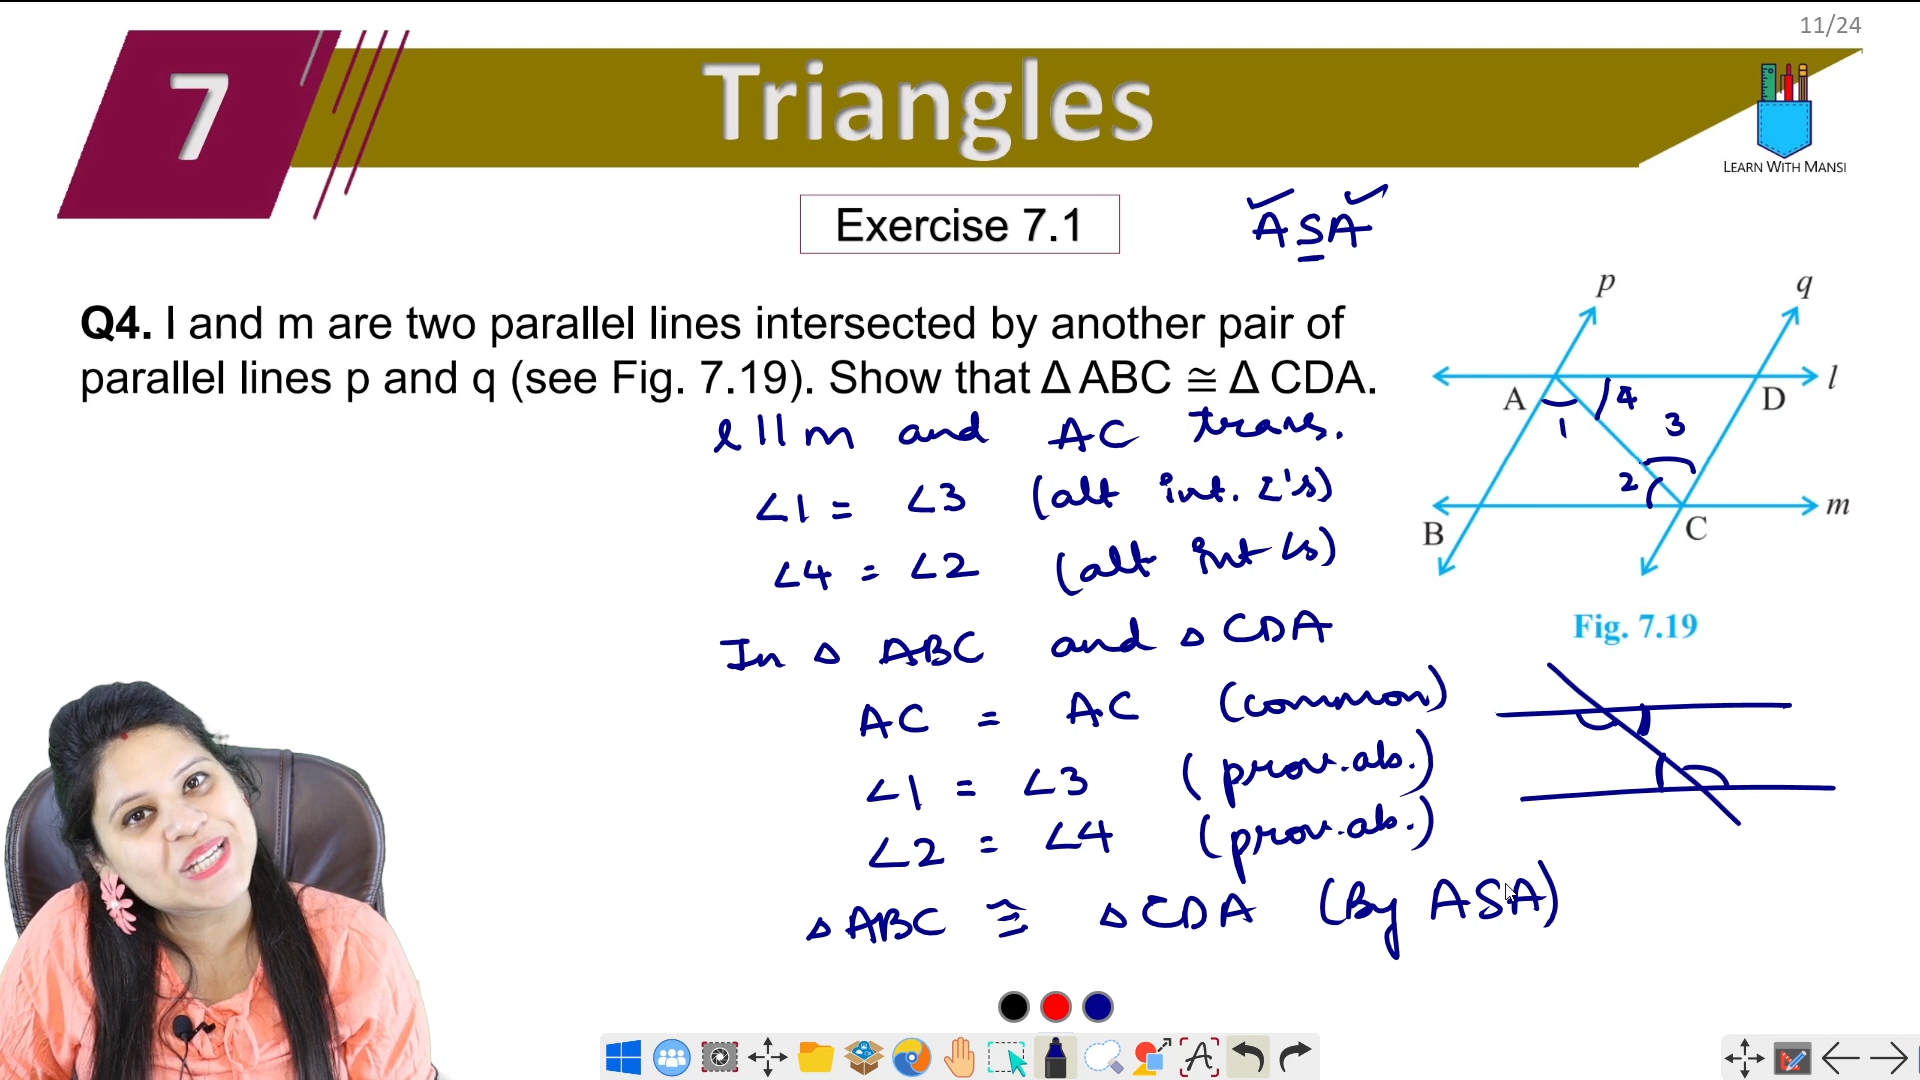 11/24
7
Triangles
LEARN WITH MANSI
Exercise 7.1
ASA
Q4. l and m are two parallel lines intersected by another pair of
parallel lines p and q (see Fig. 7.19). Show that Δ ABC ≅ Δ CDA.
p
q
l
A
D
4
1
3
2
m
B
C
Fig. 7.19
l || m and AC trans.
∠1 = ∠3 (alt int. ∠'s)
∠4 = ∠2 (alt int ∠s)
In Δ ABC and Δ CDA
AC = AC (common)
∠1 = ∠3 (prov. ab.)
∠2 = ∠4 (prov. ab.)
Δ ABC ≅ Δ CDA (By ASA)